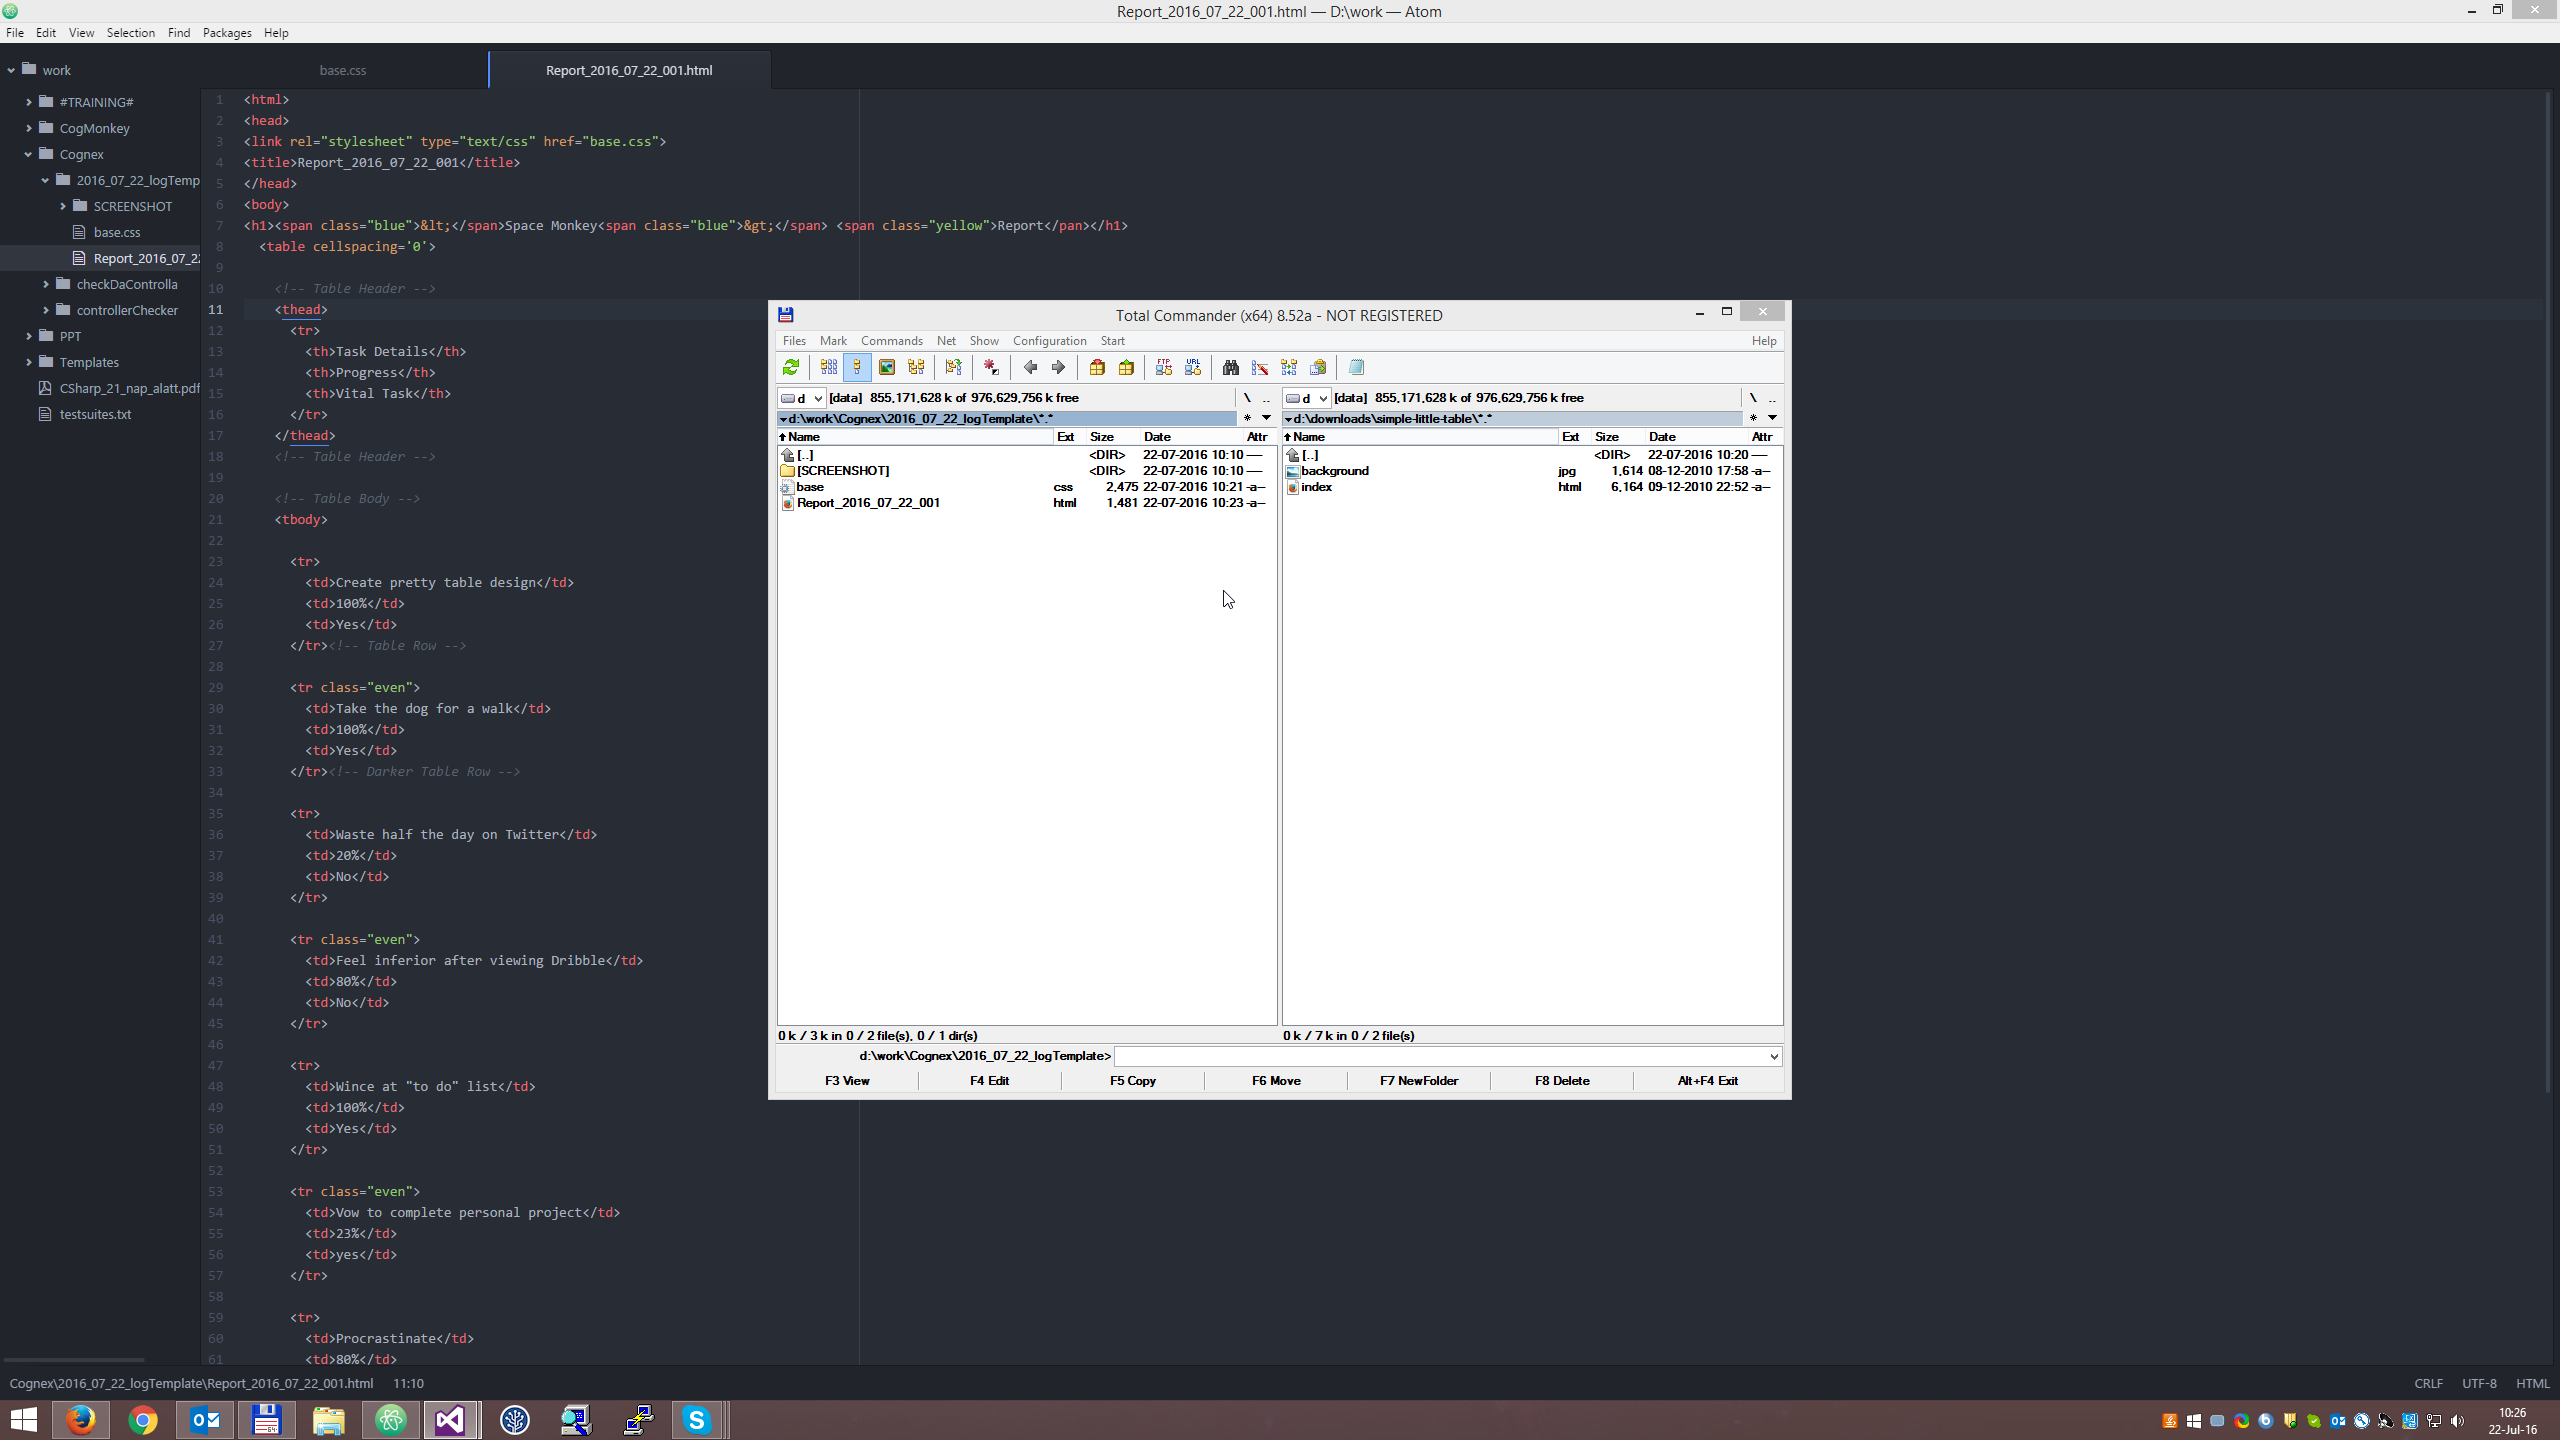 Report_2016_07_22_001.html — D:\work — Atom
File Edit View Selection Find Packages Help
work
#TRAINING#
CogMonkey
Cognex
2016_07_22_logTemp
SCREENSHOT
base.css
Report_2016_07_22
checkDaControlla
controllerChecker
PPT
Templates
CSharp_21_nap_alatt.pdf
testsuites.txt
base.css
Report_2016_07_22_001.html
1 <html>
2 <head>
3 <link rel="stylesheet" type="text/css" href="base.css">
4 <title>Report_2016_07_22_001</title>
5 </head>
6 <body>
7 <h1><span class="blue">&lt;</span>Space Monkey<span class="blue">&gt;</span> <span class="yellow">Report</pan></h1>
8 <table cellspacing='0'>
9
10 <!-- Table Header -->
11 <thead>
12 <tr>
13 <th>Task Details</th>
14 <th>Progress</th>
15 <th>Vital Task</th>
16 </tr>
17 </thead>
18 <!-- Table Header -->
19
20 <!-- Table Body -->
21 <tbody>
22
23 <tr>
24 <td>Create pretty table design</td>
25 <td>100%</td>
26 <td>Yes</td>
27 </tr><!-- Table Row -->
28
29 <tr class="even">
30 <td>Take the dog for a walk</td>
31 <td>100%</td>
32 <td>Yes</td>
33 </tr><!-- Darker Table Row -->
34
35 <tr>
36 <td>Waste half the day on Twitter</td>
37 <td>20%</td>
38 <td>No</td>
39 </tr>
40
41 <tr class="even">
42 <td>Feel inferior after viewing Dribble</td>
43 <td>80%</td>
44 <td>No</td>
45 </tr>
46
47 <tr>
48 <td>Wince at "to do" list</td>
49 <td>100%</td>
50 <td>Yes</td>
51 </tr>
52
53 <tr class="even">
54 <td>Vow to complete personal project</td>
55 <td>23%</td>
56 <td>yes</td>
57 </tr>
58
59 <tr>
60 <td>Procrastinate</td>
61 <td>80%</td>
Total Commander (x64) 8.52a - NOT REGISTERED
Files Mark Commands Net Show Configuration Start Help
FTP URL
d [data] 855,171,628 k of 976,629,756 k free \ ..
d:\work\Cognex\2016_07_22_logTemplate\*.* * 
Name Ext Size Date Attr
[..] <DIR> 22-07-2016 10:10 ----
[SCREENSHOT] <DIR> 22-07-2016 10:10 ----
base css 2,475 22-07-2016 10:21 -a--
Report_2016_07_22_001 html 1,481 22-07-2016 10:23 -a--
0 k / 3 k in 0 / 2 file(s), 0 / 1 dir(s)
d [data] 855,171,628 k of 976,629,756 k free \ ..
d:\downloads\simple-little-table\*.* *
Name Ext Size Date Attr
[..] <DIR> 22-07-2016 10:20 ----
background jpg 1,614 08-12-2010 17:58 -a--
index html 6,164 09-12-2010 22:52 -a--
0 k / 7 k in 0 / 2 file(s)
d:\work\Cognex\2016_07_22_logTemplate>
F3 View F4 Edit F5 Copy F6 Move F7 NewFolder F8 Delete Alt+F4 Exit
Cognex\2016_07_22_logTemplate\Report_2016_07_22_001.html 11:10
CRLF UTF-8 HTML
10:26
22-Jul-16